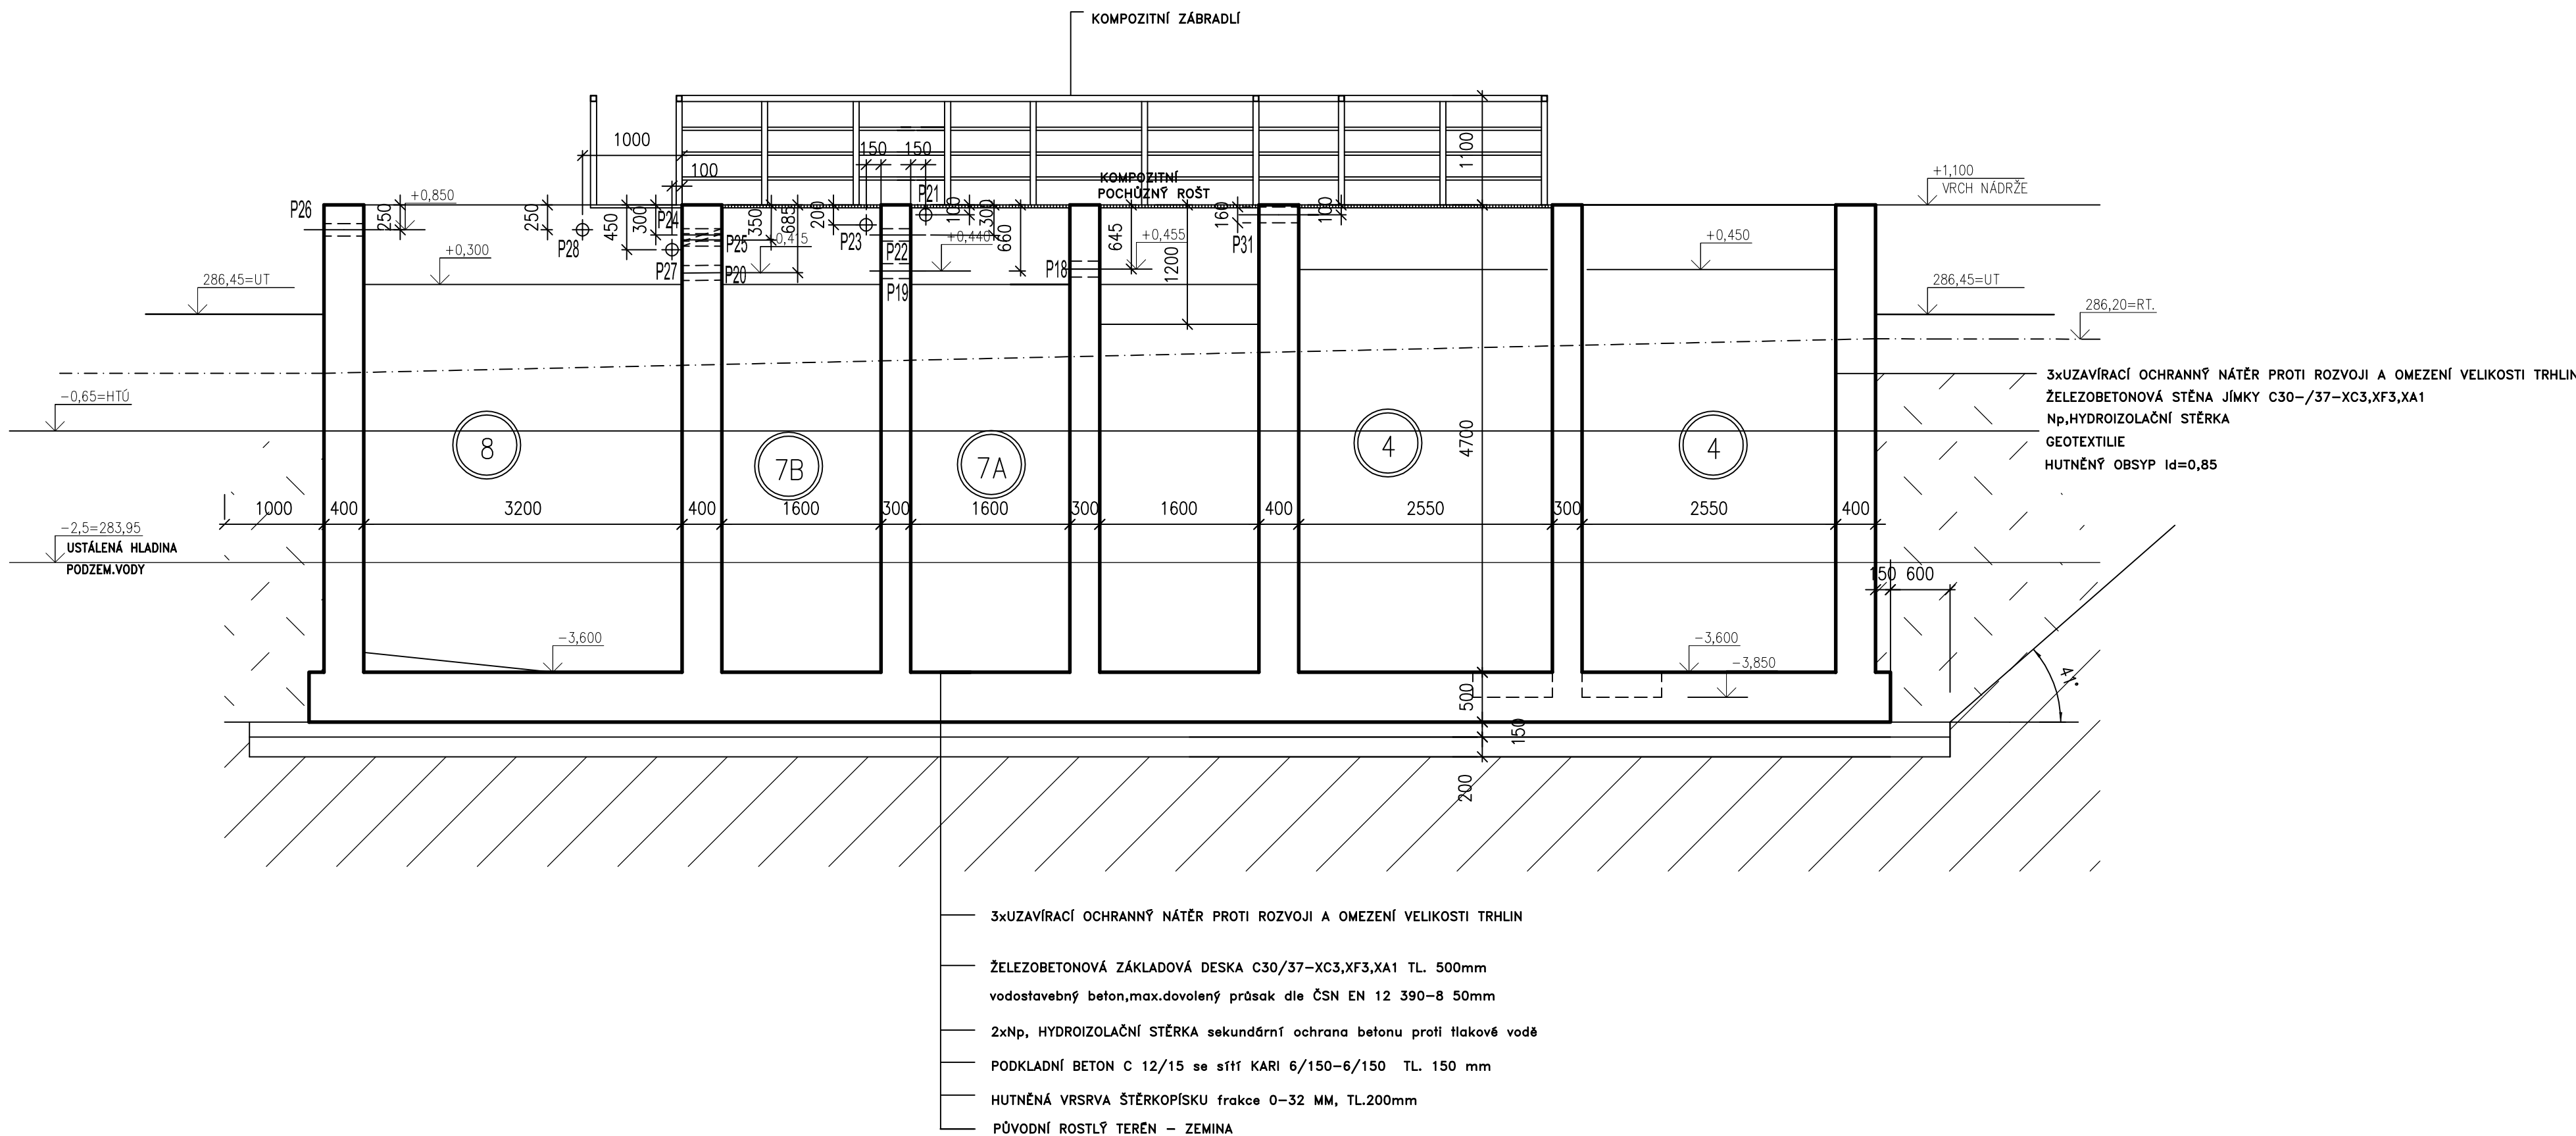 KOMPOZITNÍ ZÁBRADLÍ
1000
100
150
150
1100
KOMPOZITNÍ
POCHŮZNÝ ROŠT
+1,100
VRCH NÁDRŽE
P26
250
+0,850
250
P28
450
300
P24
P27
P25
P20
350
685
+0,415
200
P23
P21
P22
P19
100
300
+0,440
660
P18
645
+0,455
1200
160
P31
100
+0,300
+0,450
286,45=UT
286,45=UT
286,20=RT.
-0,65=HTÚ
3xUZAVÍRACÍ OCHRANNÝ NÁTĚR PROTI ROZVOJI A OMEZENÍ VELIKOSTI TRHLIN
ŽELEZOBETONOVÁ STĚNA JÍMKY C30-/37-XC3,XF3,XA1
Np,HYDROIZOLAČNÍ STĚRKA
GEOTEXTILIE
HUTNĚNÝ OBSYP Id=0,85
8
7B
7A
4
4
4700
1000
400
3200
400
1600
300
1600
300
1600
400
2550
300
2550
400
-2,5=283,95
USTÁLENÁ HLADINA
PODZEM.VODY
150
600
-3,600
-3,600
-3,850
41°
500
150
200
3xUZAVÍRACÍ OCHRANNÝ NÁTĚR PROTI ROZVOJI A OMEZENÍ VELIKOSTI TRHLIN
ŽELEZOBETONOVÁ ZÁKLADOVÁ DESKA C30/37-XC3,XF3,XA1 TL. 500mm
vodostavebný beton,max.dovolený průsak dle ČSN EN 12 390-8 50mm
2xNp, HYDROIZOLAČNÍ STĚRKA sekundární ochrana betonu proti tlakové vodě
PODKLADNÍ BETON C 12/15 se sítí KARI 6/150-6/150 TL. 150 mm
HUTNĚNÁ VRSRVA ŠTĚRKOPÍSKU frakce 0-32 MM, TL.200mm
PŮVODNÍ ROSTLÝ TERÉN - ZEMINA